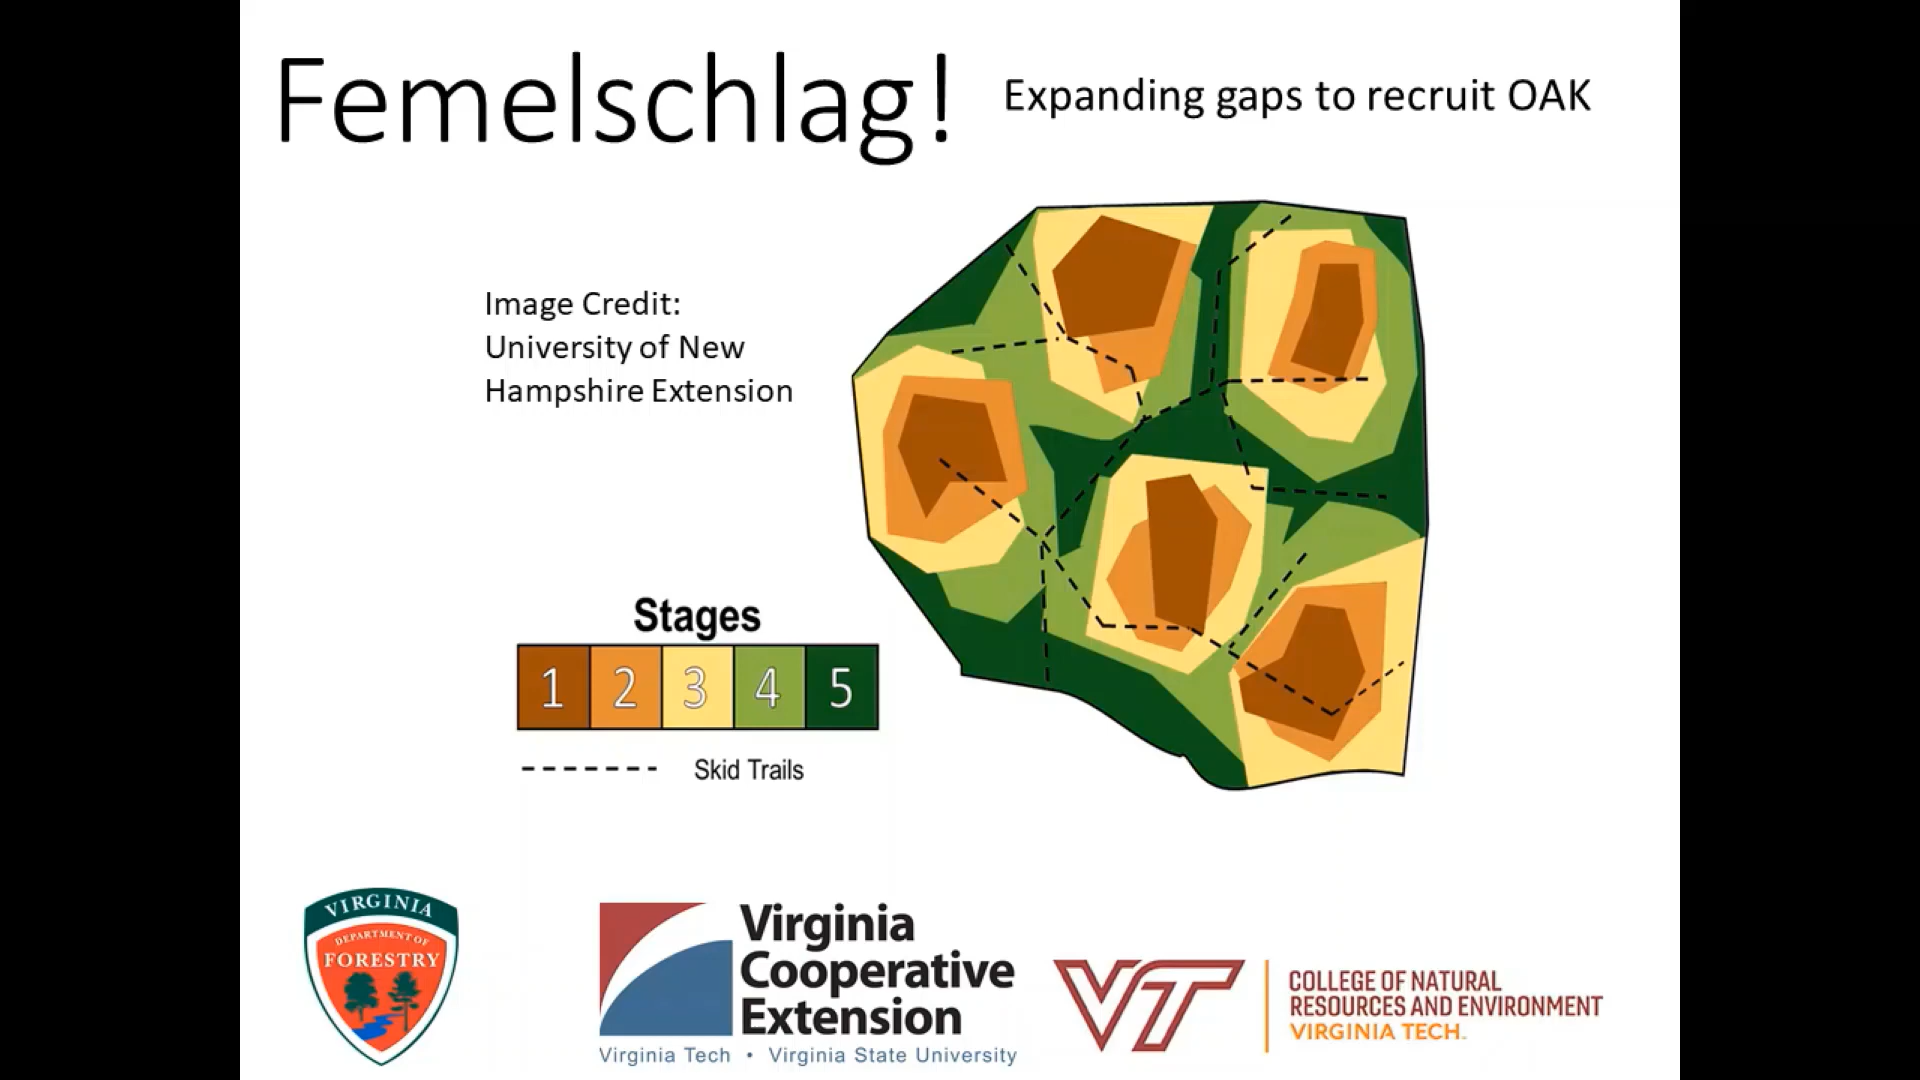 Femelschlag!
Expanding gaps to recruit OAK
Image Credit:
University of New
Hampshire Extension
Stages
1 2 3 4 5
Skid Trails
VIRGINIA
DEPARTMENT OF
FORESTRY
Virginia
Cooperative
Extension
Virginia Tech • Virginia State University
VT
COLLEGE OF NATURAL
RESOURCES AND ENVIRONMENT
VIRGINIA TECH™